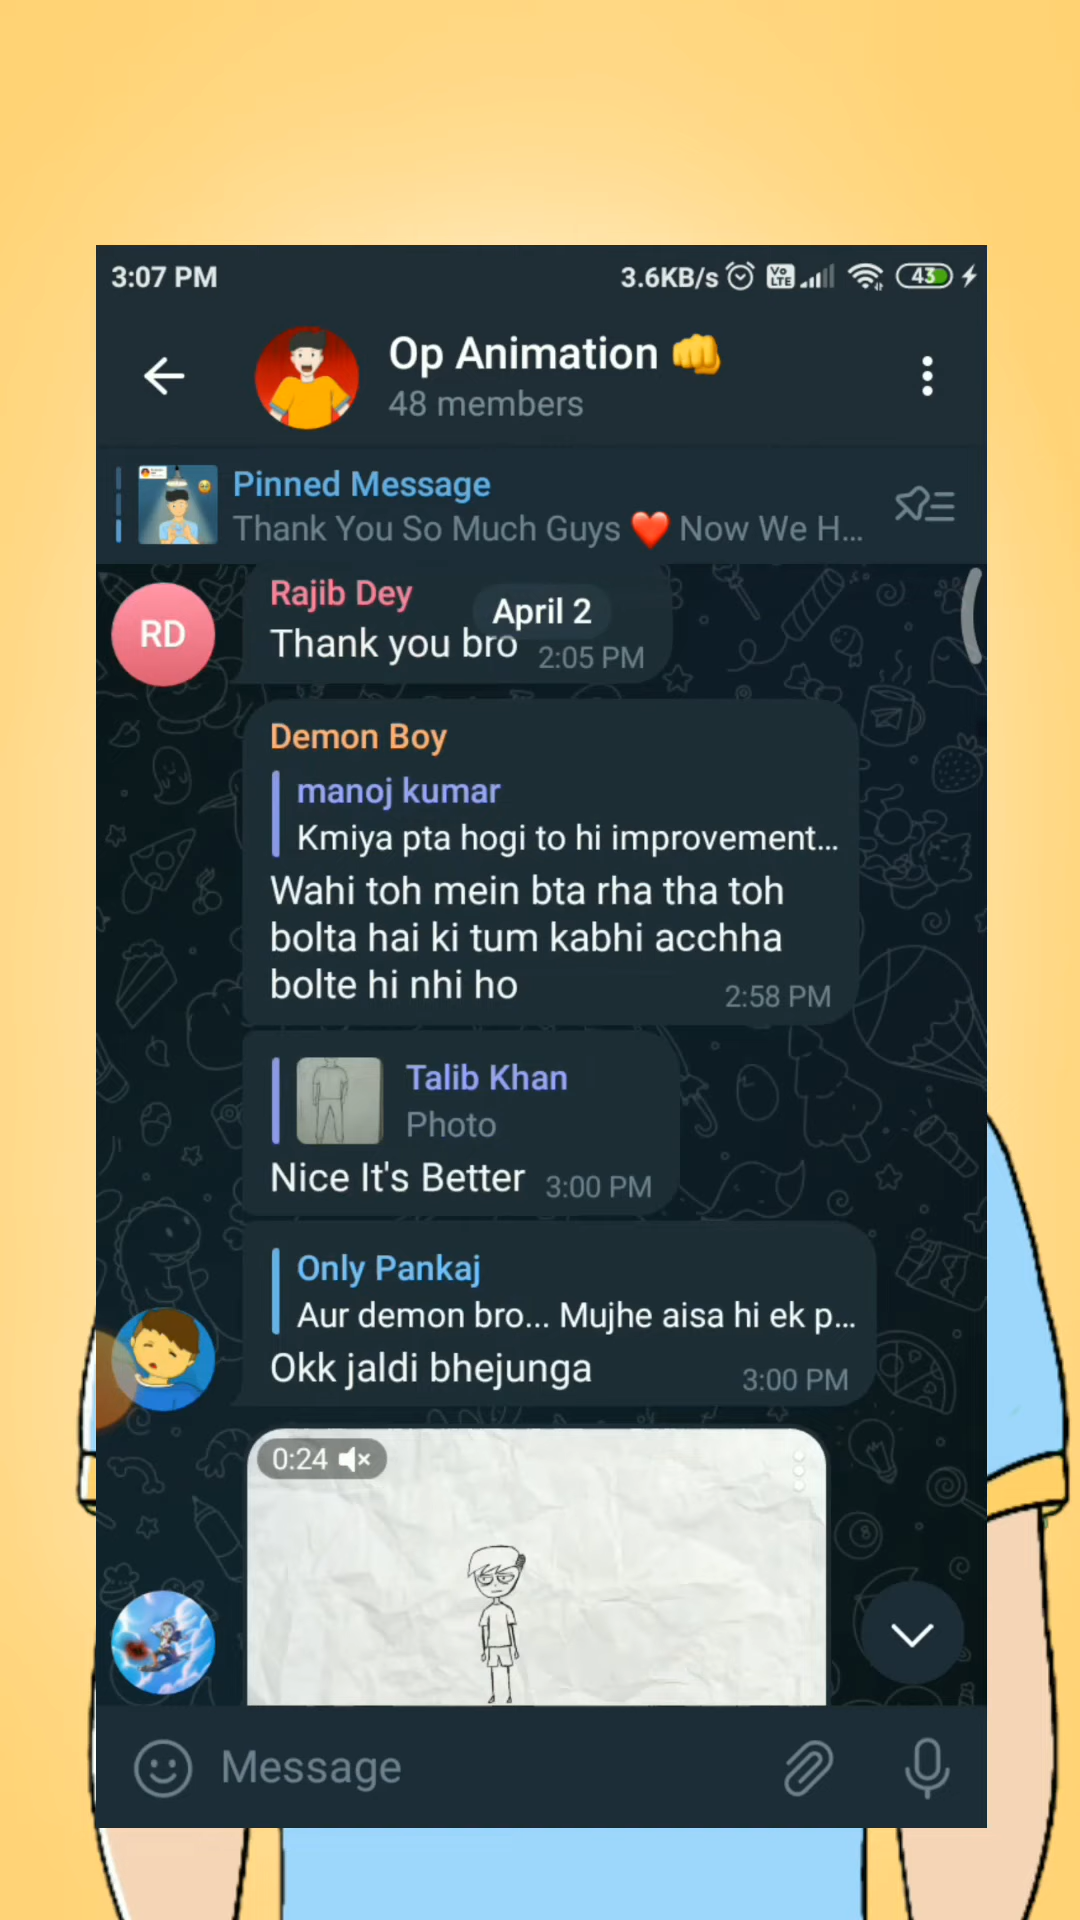 3:07 PM
3.6KB/s Vo LTE 43
Op Animation 👊
48 members
Pinned Message
Thank You So Much Guys ❤️ Now We H...
Rajib Dey
April 2
RD
Thank you bro 2:05 PM
Demon Boy
manoj kumar
Kmiya pta hogi to hi improvement...
Wahi toh mein bta rha tha toh
bolta hai ki tum kabhi acchha
bolte hi nhi ho
2:58 PM
Talib Khan
Photo
Nice It's Better 3:00 PM
Only Pankaj
Aur demon bro... Mujhe aisa hi ek p...
Okk jaldi bhejunga 3:00 PM
0:24
Message